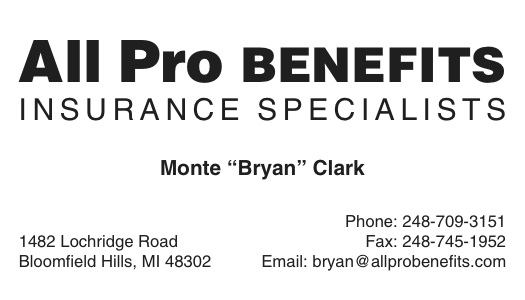 All Pro BENEFITS
INSURANCE SPECIALISTS
Monte “Bryan” Clark
Phone: 248-709-3151
1482 Lochridge Road
Fax: 248-745-1952
Bloomfield Hills, MI 48302
Email: bryan@allprobenefits.com